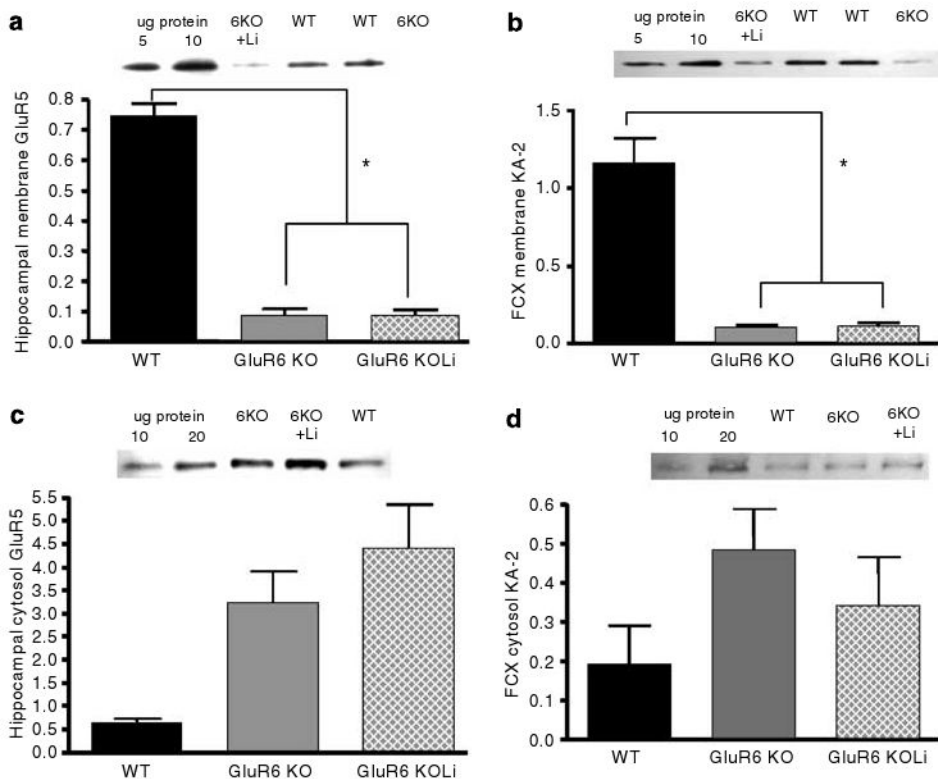 a
ug protein 6KO WT WT 6KO
5 10 +Li
Hippocampal membrane GluR5
0.8
0.7
0.6
0.5
0.4
0.3
0.2
0.1
0.0
*
WT GluR6 KO GluR6 KOLi
b
ug protein 6KO WT WT 6KO
5 10 +Li
FCX membrane KA-2
1.5
1.0
0.5
0.0
*
WT GluR6 KO GluR6 KOLi
c
ug protein 6KO 6KO WT
10 20 +Li
Hippocampal cytosol GluR5
5.5
5.0
4.5
4.0
3.5
3.0
2.5
2.0
1.5
1.0
0.5
0.0
WT GluR6 KO GluR6 KOLi
d
ug protein WT 6KO 6KO
10 20 +Li
FCX cytosol KA-2
0.6
0.5
0.4
0.3
0.2
0.1
0.0
WT GluR6 KO GluR6 KOLi